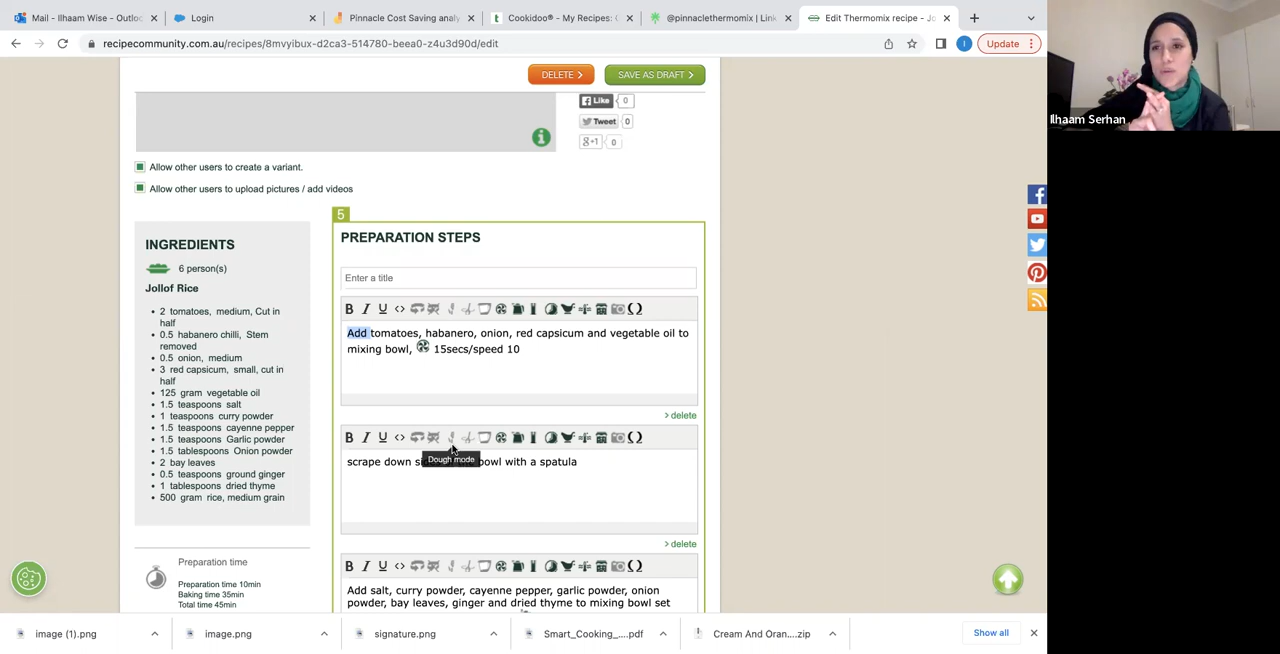 Mail - Ilhaam Wise - Outloo
Login
Pinnacle Cost Saving analy
Cookidoo® - My Recipes: C
@pinnaclethermomix | Link
Edit Thermomix recipe - Jo
recipecommunity.com.au/recipes/8mvyibux-d2ca3-514780-beea0-z4u3d90d/edit
Update
DELETE
SAVE AS DRAFT
Like 0
Tweet 0
g+1 0
Allow other users to create a variant.
Allow other users to upload pictures / add videos
INGREDIENTS
6 person(s)
Jollof Rice
2 tomatoes, medium, Cut in
half
0.5 habanero chilli, Stem
removed
0.5 onion, medium
3 red capsicum, small, cut in
half
125 gram vegetable oil
1.5 teaspoons salt
1 teaspoons curry powder
1.5 teaspoons cayenne pepper
1.5 teaspoons Garlic powder
1.5 tablespoons Onion powder
2 bay leaves
0.5 teaspoons ground ginger
1 tablespoons dried thyme
500 gram rice, medium grain
Preparation time
Preparation time 10min
Baking time 35min
Total time 45min
5
PREPARATION STEPS
Enter a title
B I U <>
Add tomatoes, habanero, onion, red capsicum and vegetable oil to
mixing bowl, 15secs/speed 10
> delete
B I U <>
Dough mode
scrape down si bowl with a spatula
> delete
B I U <>
Add salt, curry powder, cayenne pepper, garlic powder, onion
powder, bay leaves, ginger and dried thyme to mixing bowl set
Ilhaam Serhan
image (1).png
image.png
signature.png
Smart_Cooking_....pdf
Cream And Oran....zip
Show all